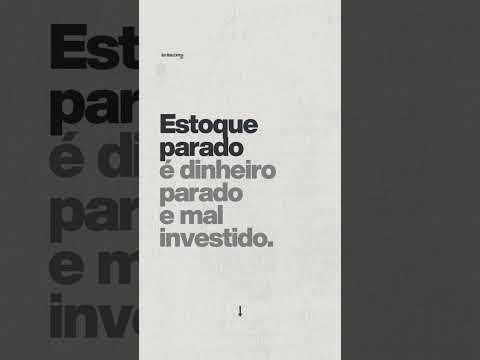 Estoque
parado
é dinheiro
parado
e mal
investido.